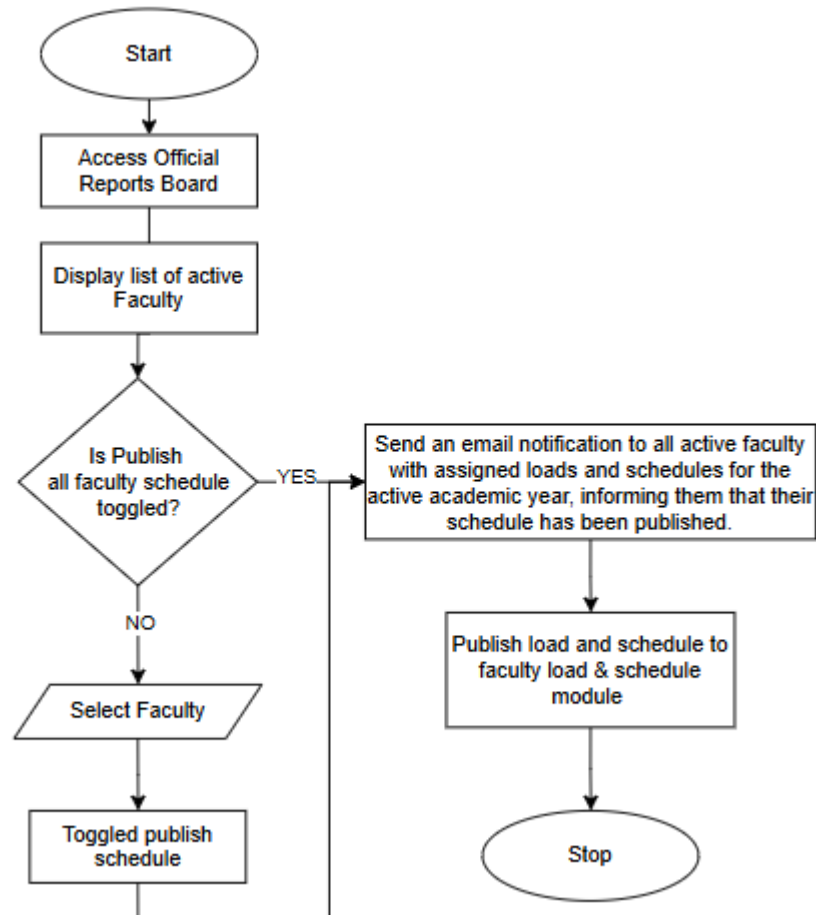 Start
Access Official
Reports Board
Display list of active
Faculty
Is Publish
all faculty schedule
toggled?
YES
NO
Select Faculty
Toggled publish
schedule
Send an email notification to all active faculty
with assigned loads and schedules for the
active academic year, informing them that their
schedule has been published.
Publish load and schedule to
faculty load & schedule
module
Stop